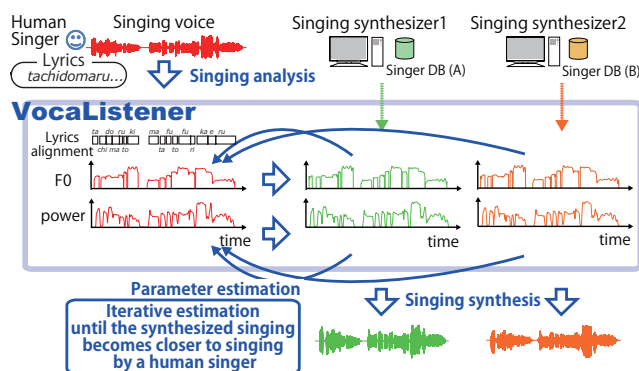 Human
Singer
Singing voice
Lyrics
tachidomaru...
Singing analysis
Singing synthesizer1
Singer DB (A)
Singing synthesizer2
Singer DB (B)
VocaListener
Lyrics
alignment
ta do ru ki ma fu fu ka e ru
chi ma to ta to ri
F0
power
time
time
time
Parameter estimation
Iterative estimation
until the synthesized singing
becomes closer to singing
by a human singer
Singing synthesis